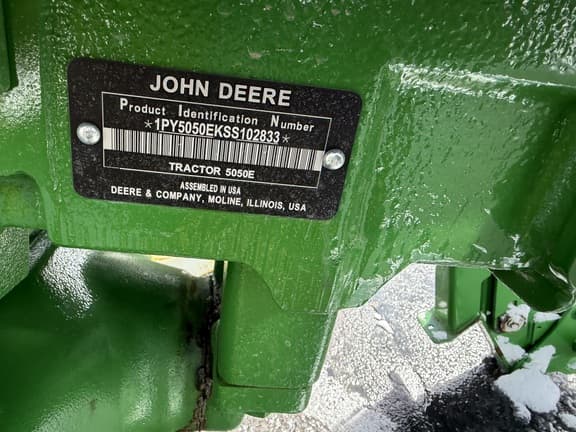 JOHN DEERE
Product Identification Number
*1PY5050EKSS102833*
TRACTOR 5050E
ASSEMBLED IN USA
DEERE & COMPANY, MOLINE, ILLINOIS, USA